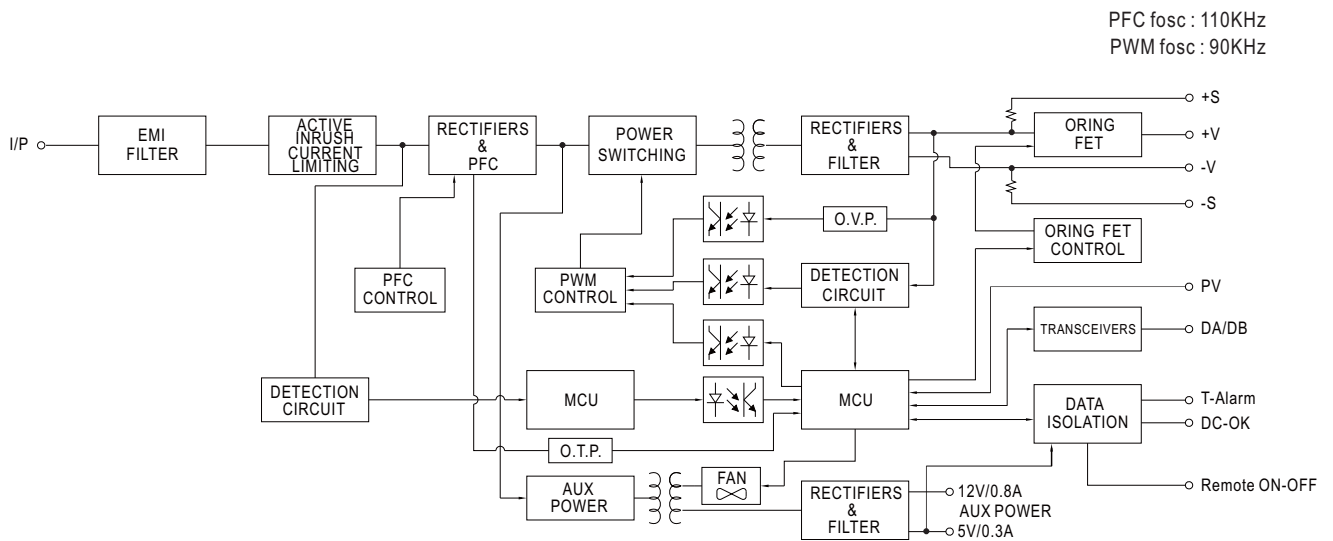 PFC fosc : 110KHz
PWM fosc : 90KHz
I/P
EMI
FILTER
ACTIVE
INRUSH
CURRENT
LIMITING
RECTIFIERS
&
PFC
POWER
SWITCHING
RECTIFIERS
&
FILTER
ORING
FET
+S
+V
-V
-S
O.V.P.
ORING FET
CONTROL
PFC
CONTROL
PWM
CONTROL
DETECTION
CIRCUIT
PV
TRANSCEIVERS
DA/DB
DETECTION
CIRCUIT
MCU
MCU
DATA
ISOLATION
T-Alarm
DC-OK
O.T.P.
AUX
POWER
FAN
RECTIFIERS
&
FILTER
12V/0.8A
AUX POWER
5V/0.3A
Remote ON-OFF